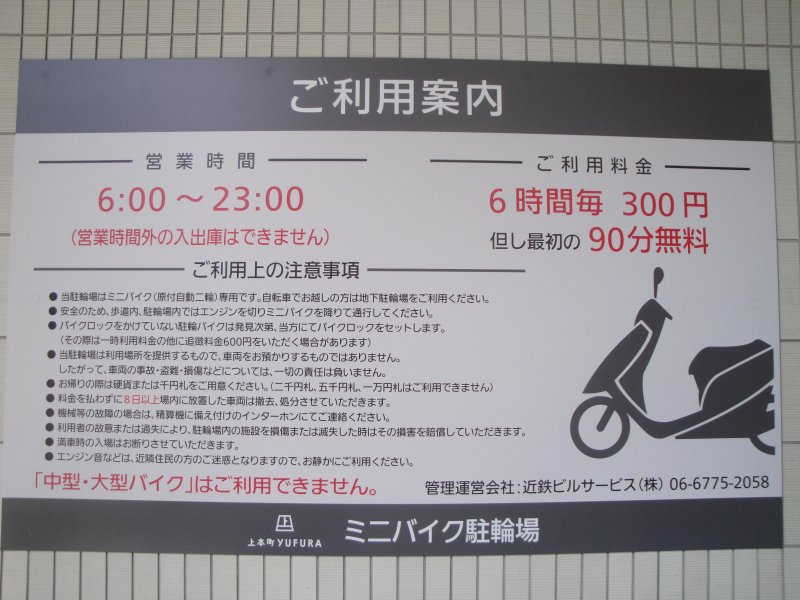 ご利用案内
営業時間
6:00 ～ 23:00
（営業時間外の入出庫はできません）
ご利用料金
6時間毎 300円
但し最初の 90分無料
ご利用上の注意事項
● 当駐輪場はミニバイク（原付自動二輪）専用です。自転車でお越しの方は地下駐輪場をご利用ください。
● 安全のため、歩道内、駐輪場内ではエンジンを切りミニバイクを降りて通行してください。
● バイクロックをかけていない駐輪バイクは発見次第、当方にてバイクロックをセットします。
（その際は一時利用料金の他に追徴料金600円をいただく場合があります）
● 当駐輪場は利用場所を提供するもので、車両をお預かりするものではありません。
したがって、車両の事故・盗難・損傷などについては、一切の責任は負いません。
● お帰りの際は硬貨または千円札をご用意ください。（二千円札、五千円札、一万円札はご利用できません）
● 料金を払わずに8日以上場内に放置した車両は撤去、処分させていただきます。
● 機械等の故障の場合は、精算機に備え付けのインターホンにてご連絡ください。
● 利用者の故意または過失により、駐輪場内の施設を損傷または滅失した時はその損害を賠償していただきます。
● 満車時の入場はお断りさせていただきます。
● エンジン音などは、近隣住民の方のご迷惑となりますので、お静かにご利用ください。
「中型・大型バイク」はご利用できません。
管理運営会社：近鉄ビルサービス（株） 06-6775-2058
上本町YUFURA
ミニバイク駐輪場